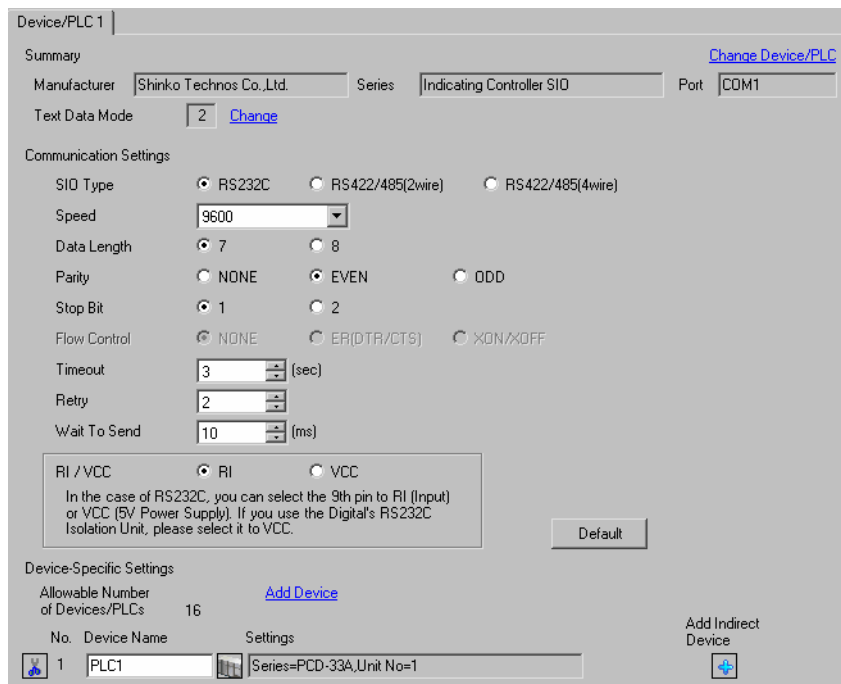 Device/PLC 1
Summary
Change Device/PLC
Manufacturer Shinko Technos Co.,Ltd. Series Indicating Controller SIO Port COM1
Text Data Mode 2 Change
Communication Settings
SIO Type RS232C RS422/485(2wire) RS422/485(4wire)
Speed 9600
Data Length 7 8
Parity NONE EVEN ODD
Stop Bit 1 2
Flow Control NONE ER(DTR/CTS) XON/XOFF
Timeout 3 (sec)
Retry 2
Wait To Send 10 (ms)
RI / VCC RI VCC
In the case of RS232C, you can select the 9th pin to RI (Input)
or VCC (5V Power Supply). If you use the Digital's RS232C
Isolation Unit, please select it to VCC.
Default
Device-Specific Settings
Allowable Number
of Devices/PLCs 16
Add Device
Add Indirect
Device
No. Device Name Settings
1 PLC1 Series=PCD-33A,Unit No=1